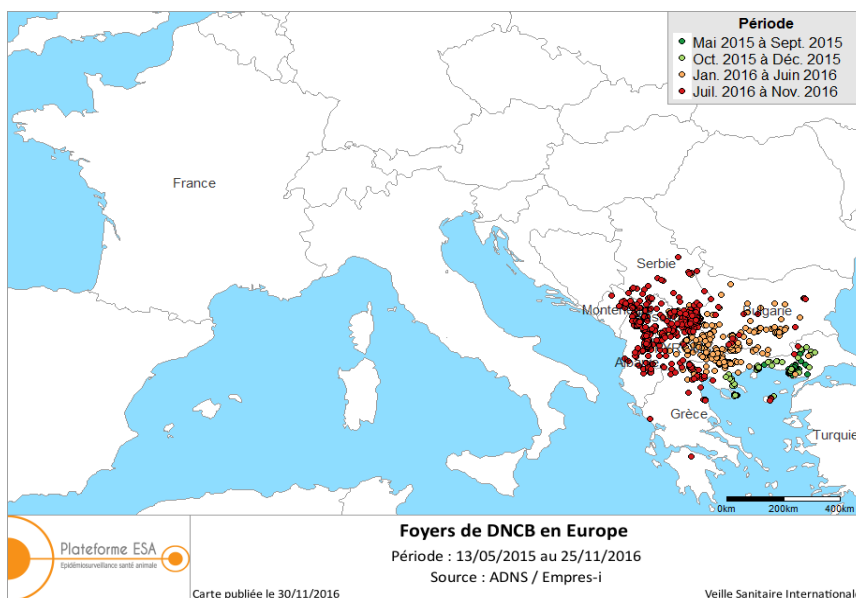 Période
Mai 2015 à Sept. 2015
Oct. 2015 à Déc. 2015
Jan. 2016 à Juin 2016
Juil. 2016 à Nov. 2016
France
Serbie
Bulgarie
Grèce
Turquie
0km 200km 400km
Plateforme ESA
Epidémiosurveillance santé animale
Foyers de DNCB en Europe
Période : 13/05/2015 au 25/11/2016
Source : ADNS / Empres-i
Carte publiée le 30/11/2016
Veille Sanitaire Internationale